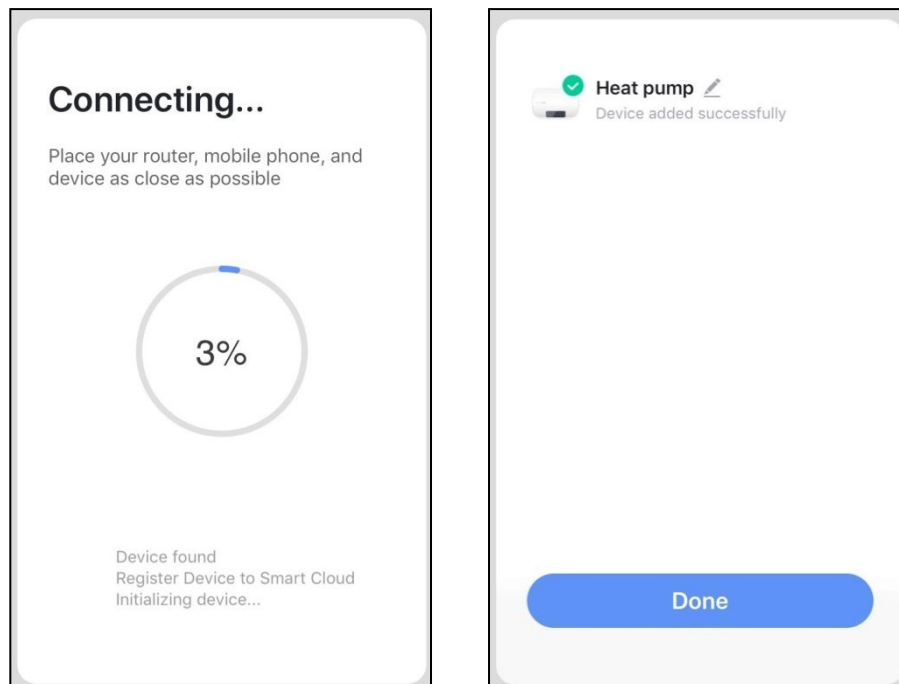 Connecting...
Place your router, mobile phone, and
device as close as possible
3%
Device found
Register Device to Smart Cloud
Initializing device...
Heat pump
Device added successfully
Done